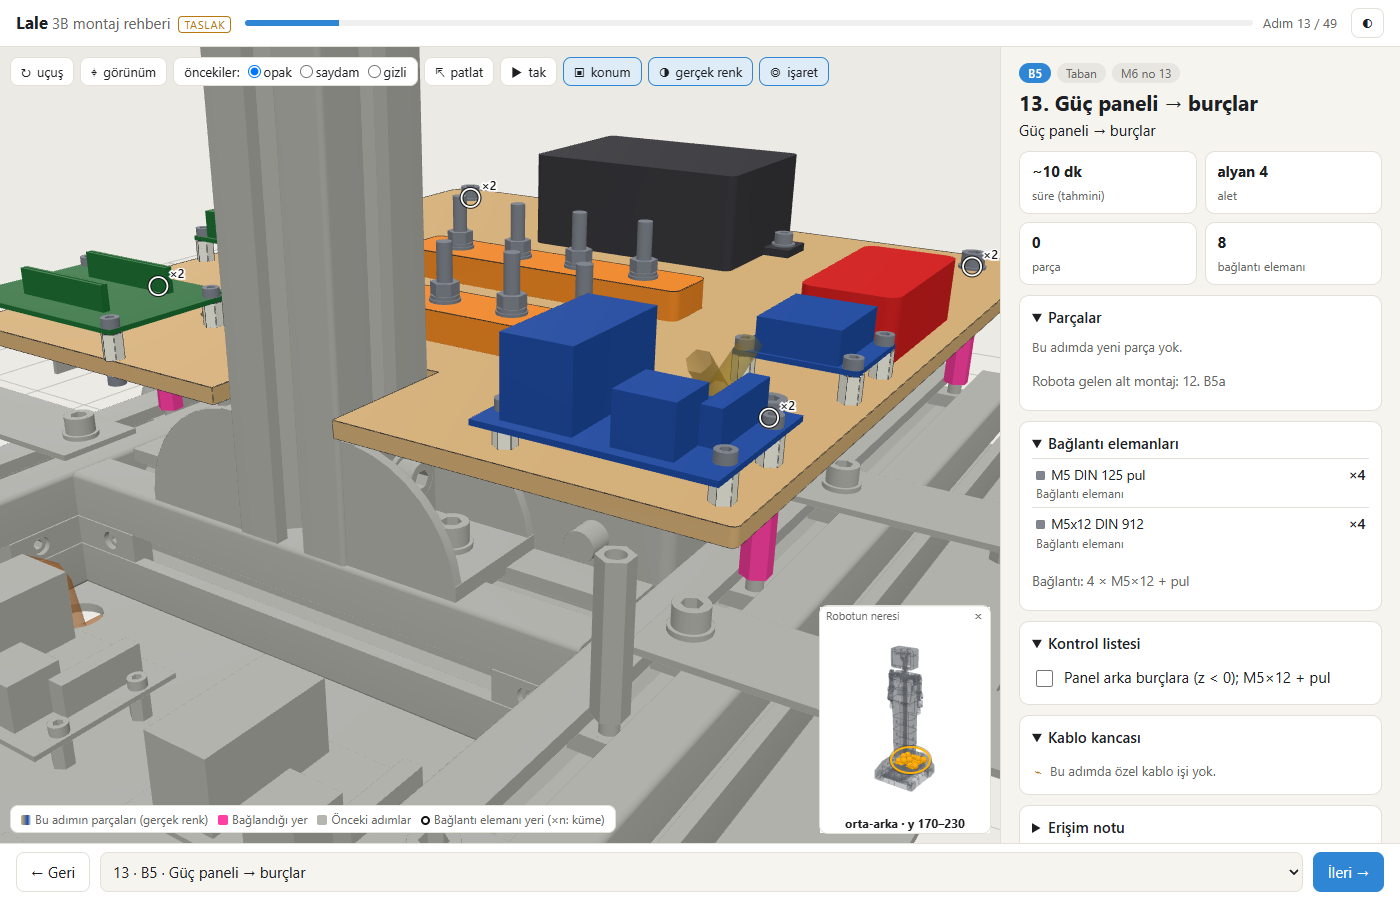 Lale 3B montaj rehberi TASLAK
Adım 13 / 49
uçuş
görünüm
öncekiler: opak saydam gizli
patlat
tak
konum
gerçek renk
işaret
×2
×2
×2
×2
Robotun neresi ×
orta-arka · y 170–230
Bu adımın parçaları (gerçek renk) Bağlandığı yer Önceki adımlar Bağlantı elemanı yeri (×n: küme)
B5 Taban M6 no 13
13. Güç paneli → burçlar
Güç paneli → burçlar
~10 dk
süre (tahmini)
alyan 4
alet
0
parça
8
bağlantı elemanı
▼ Parçalar
Bu adımda yeni parça yok.
Robota gelen alt montaj: 12. B5a
▼ Bağlantı elemanları
M5 DIN 125 pul ×4
Bağlantı elemanı
M5x12 DIN 912 ×4
Bağlantı elemanı
Bağlantı: 4 × M5×12 + pul
▼ Kontrol listesi
Panel arka burçlara (z < 0); M5×12 + pul
▼ Kablo kancası
Bu adımda özel kablo işi yok.
▶ Erişim notu
← Geri
13 · B5 · Güç paneli → burçlar
İleri →